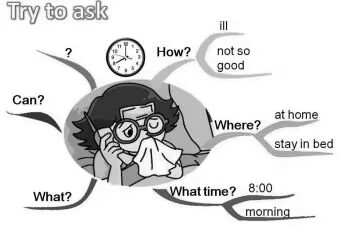 Try to ask
?
How?
ill
not so
good
Can?
Where?
at home
stay in bed
What?
What time?
8:00
morning